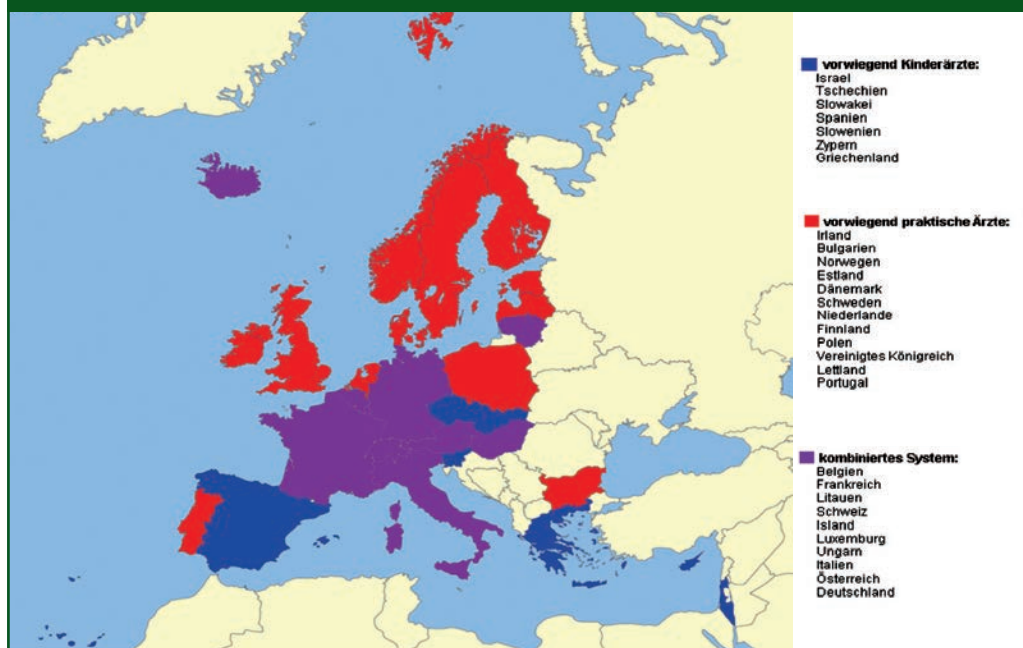 vorwiegend Kinderärzte:
Israel
Tschechien
Slowakei
Spanien
Slowenien
Zypern
Griechenland
vorwiegend praktische Ärzte:
Irland
Bulgarien
Norwegen
Estland
Dänemark
Schweden
Niederlande
Finnland
Polen
Vereinigtes Königreich
Lettland
Portugal
kombiniertes System:
Belgien
Frankreich
Litauen
Schweiz
Island
Luxemburg
Ungarn
Italien
Österreich
Deutschland